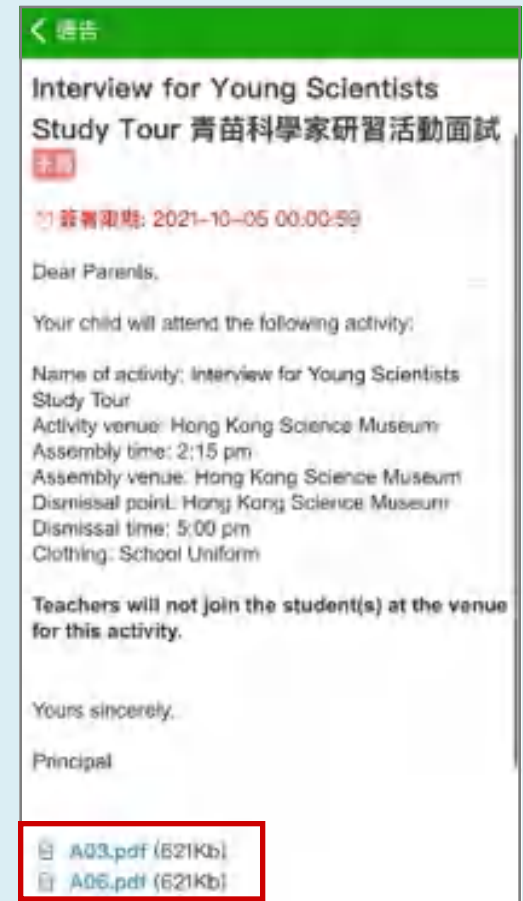 通告
Interview for Young Scientists
Study Tour 青苗科學家研習活動面試
簽署限期: 2021-10-05 00:00:59
Dear Parents,
Your child will attend the following activity:
Name of activity: Interview for Young Scientists
Study Tour
Activity venue: Hong Kong Science Museum
Assembly time: 2:15 pm
Assembly venue: Hong Kong Science Museum
Dismissal point: Hong Kong Science Museum
Dismissal time: 5:00 pm
Clothing: School Uniform
Teachers will not join the student(s) at the venue
for this activity.
Yours sincerely,
Principal
A03.pdf (621Kb)
A06.pdf (621Kb)